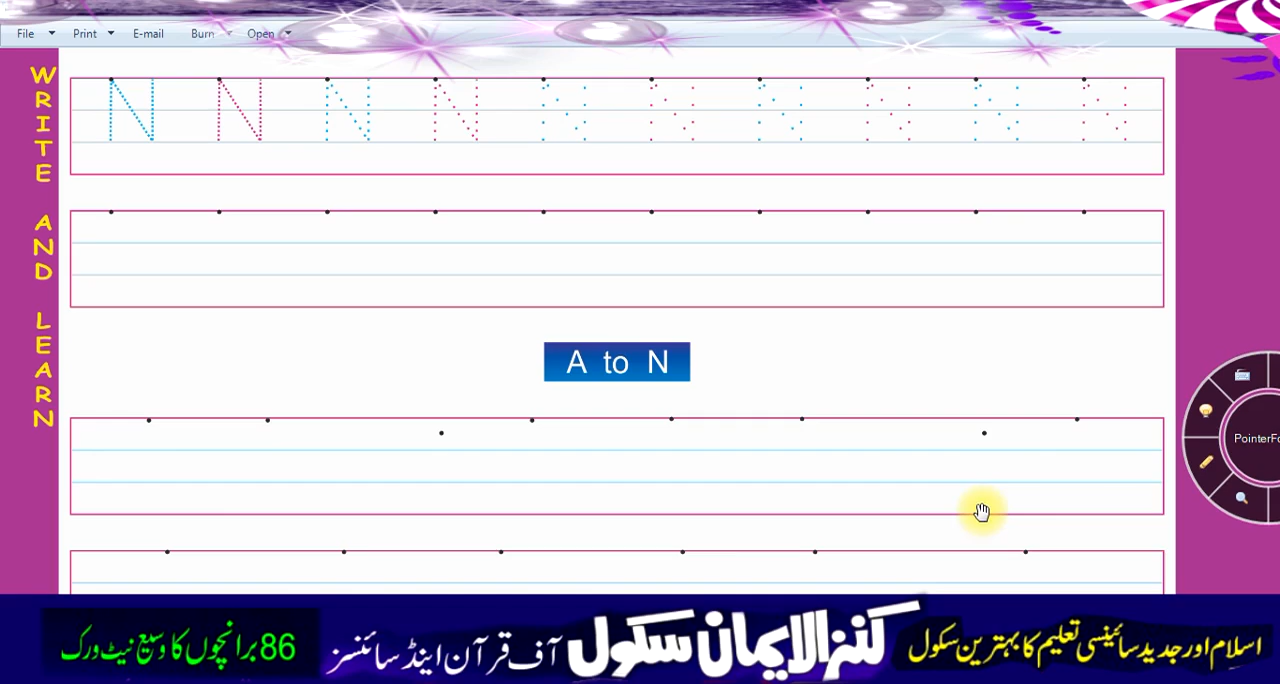 File Print E-mail Burn Open
WRITE AND LEARN
N N N N N N N N N N
A to N
PointerFo
اسلام اور جدید سائینسی تعلیم کا بہترین سکول
کنزالایمان سکول آف قرآن اینڈ سائنسز
86 برانچوں کا وسیع نیٹ ورک